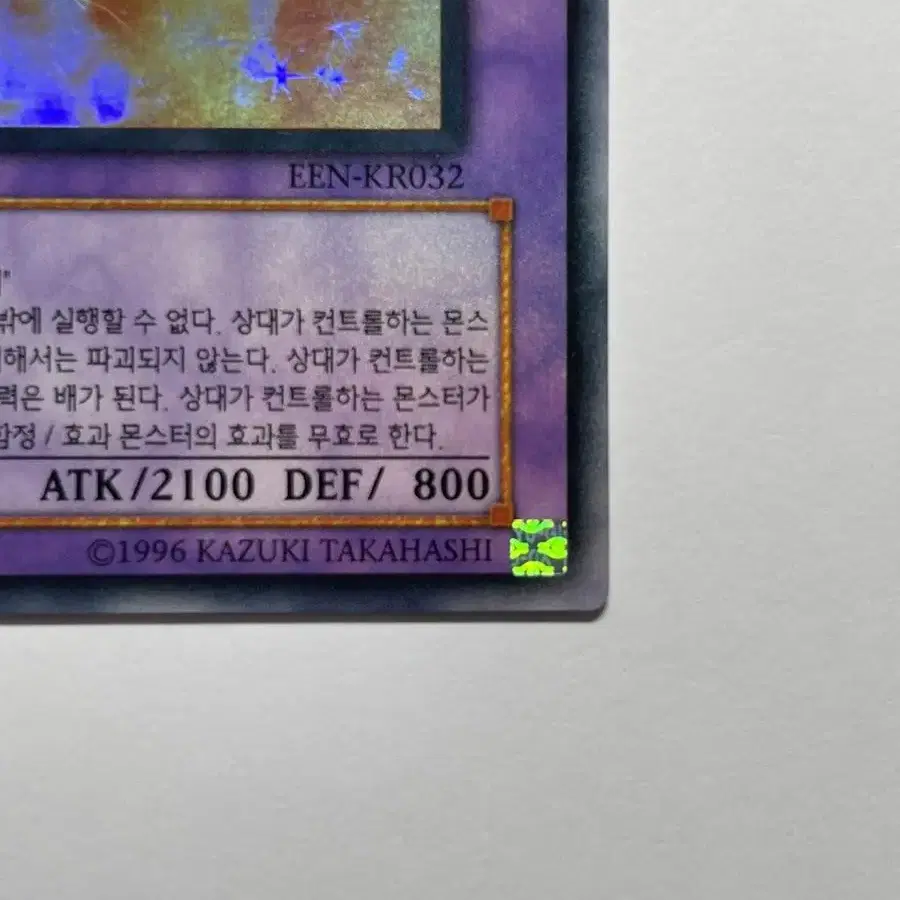 EEN-KR032
밖에 실행할 수 없다. 상대가 컨트롤하는 몬스
해서는 파괴되지 않는다. 상대가 컨트롤하는
력은 배가 된다. 상대가 컨트롤하는 몬스터가
함정 / 효과 몬스터의 효과를 무효로 한다.
ATK/2100 DEF/ 800
©1996 KAZUKI TAKAHASHI